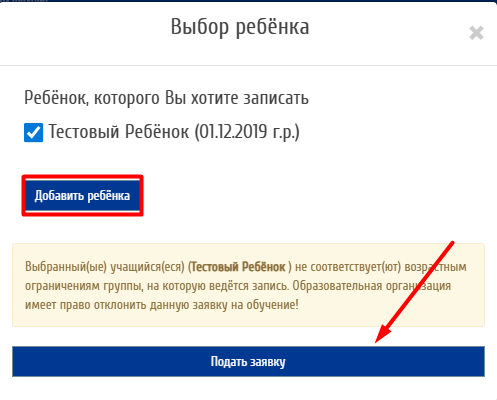 Выбор ребёнка
Ребёнок, которого Вы хотите записать
Тестовый Ребёнок (01.12.2019 г.р.)
Добавить ребёнка
Выбранный(ые) учащийся(еся) (Тестовый Ребёнок ) не соответствует(ют) возрастным
ограничениям группы, на которую ведётся запись. Образовательная организация
имеет право отклонить данную заявку на обучение!
Подать заявку